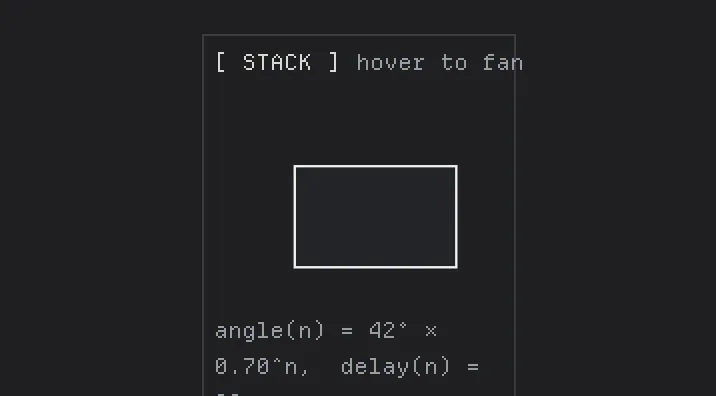 [ STACK ] hover to fan
angle(n) = 42° ×
0.70^n, delay(n) =